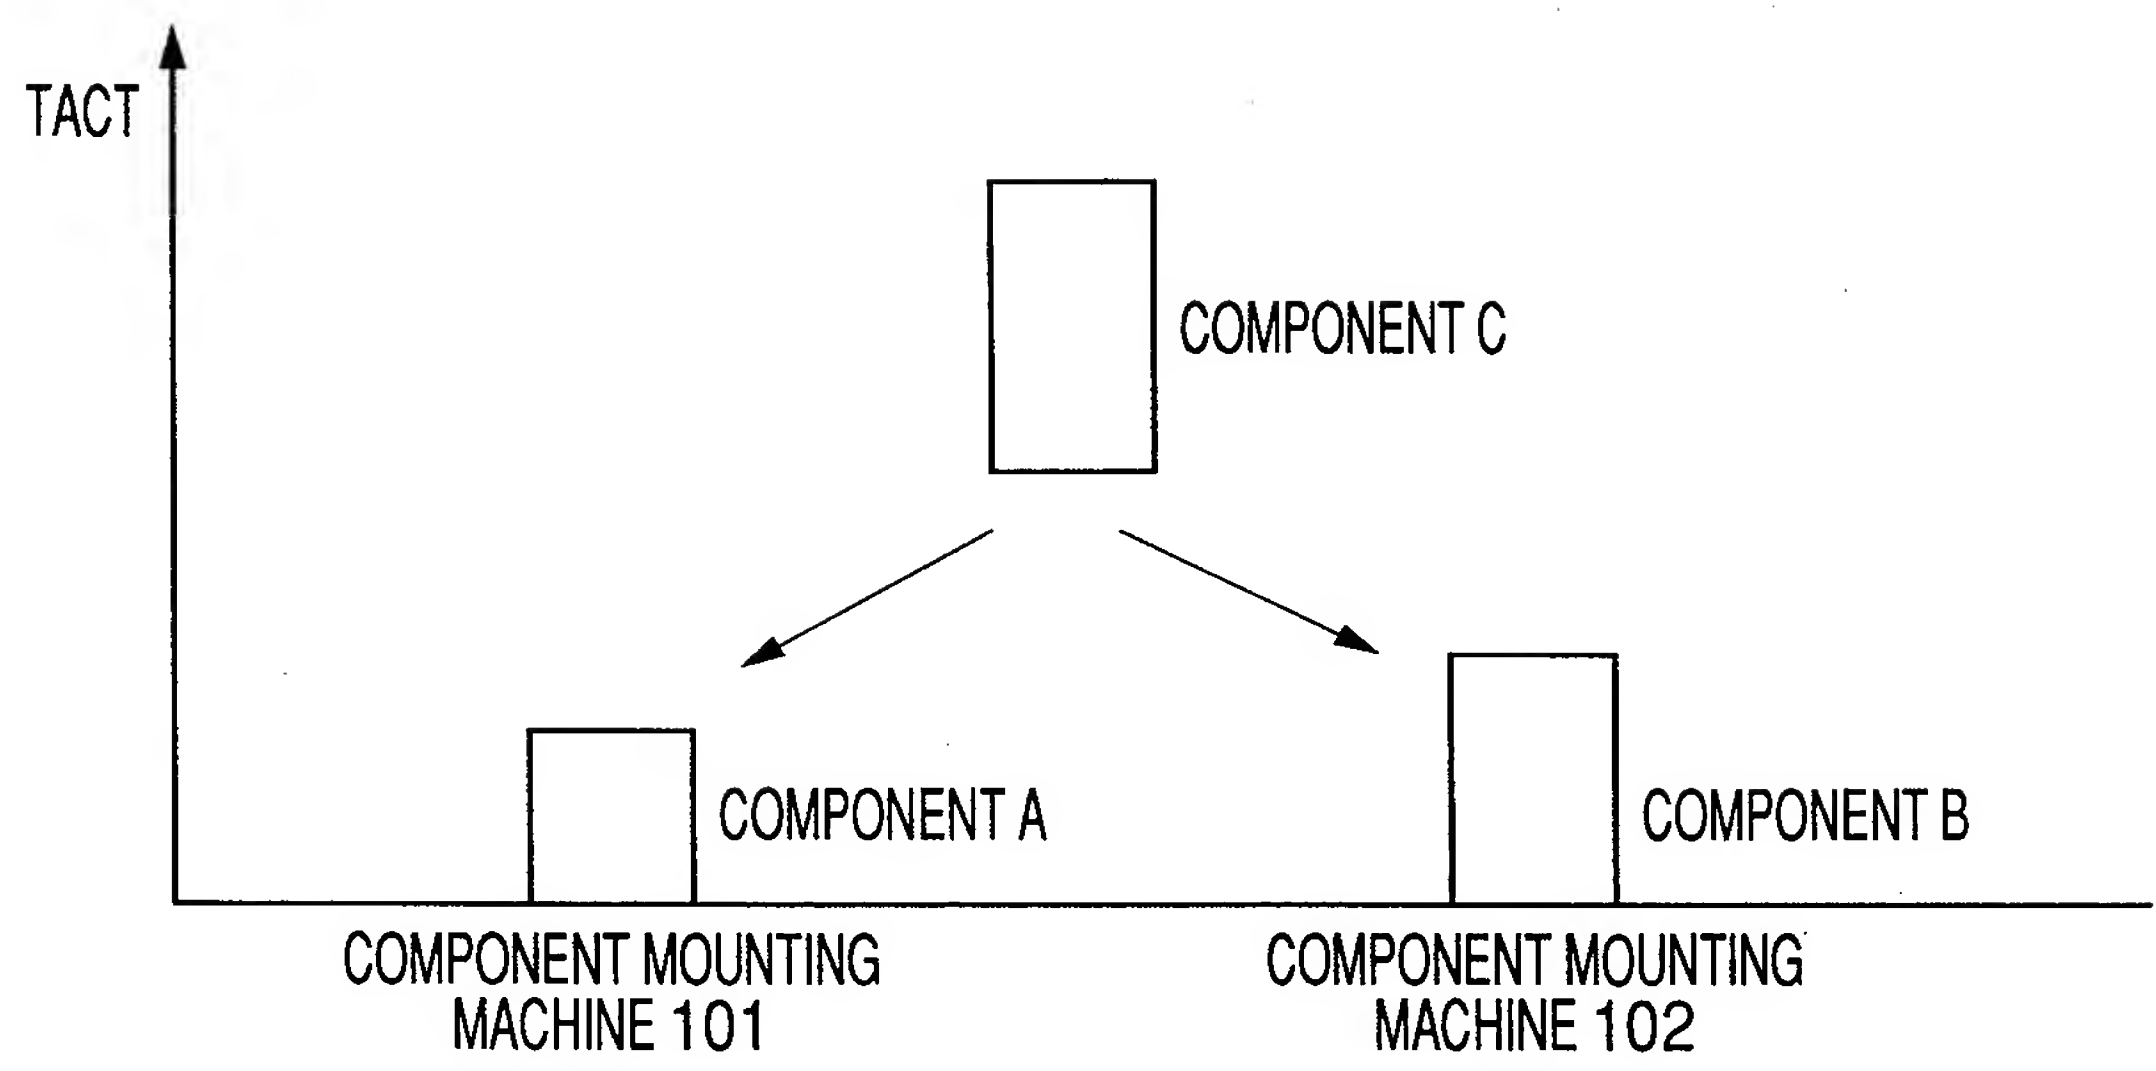 TACT
COMPONENT C
COMPONENT A
COMPONENT B
COMPONENT MOUNTING
MACHINE 101
COMPONENT MOUNTING
MACHINE 102